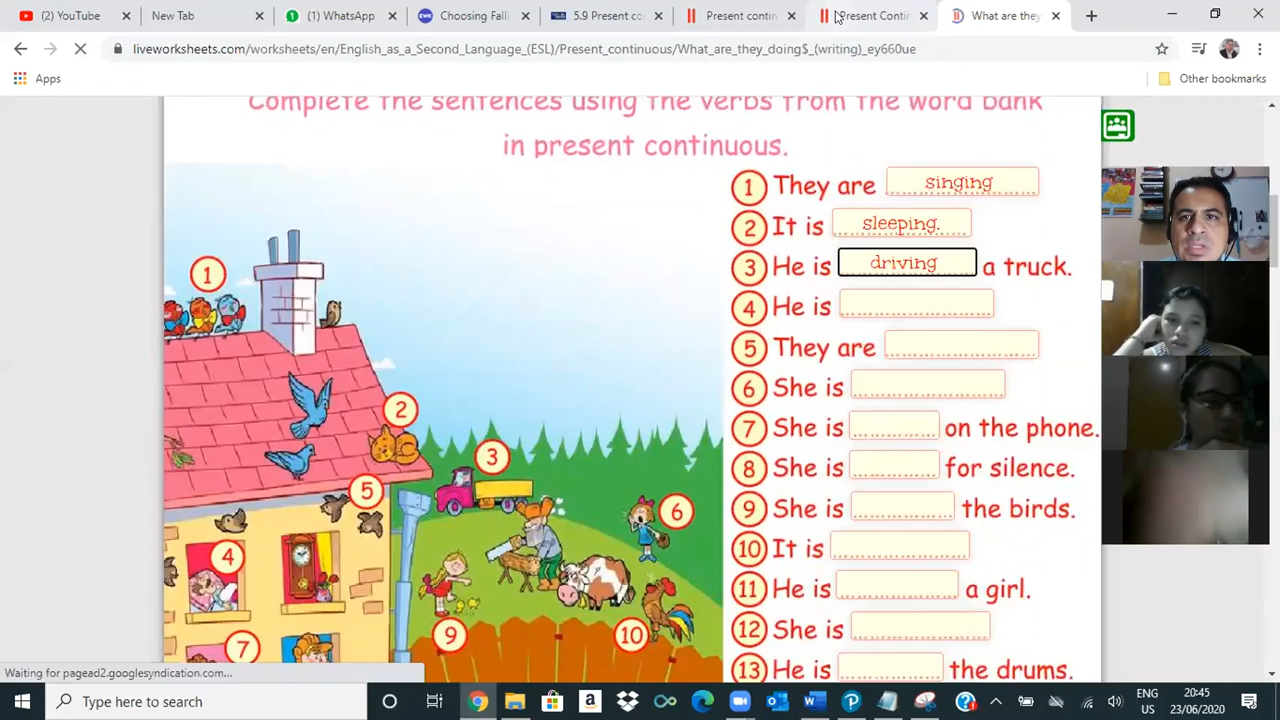 YouTube
New Tab
(1) WhatsApp
EWK
Choosing Falli
5.9 Present co
Present contin
Present Contin
What are they
liveworksheets.com/worksheets/en/English_as_a_Second_Language_(ESL)/Present_continuous/What_are_they_doing$_(writing)_ey660ue
Apps
Other bookmarks
Complete the sentences using the verbs from the word bank
in present continuous.
1 They are singing
2 It is sleeping.
3 He is driving a truck.
4 He is
5 They are
6 She is
7 She is on the phone.
8 She is for silence.
9 She is the birds.
10 It is
11 He is a girl.
12 She is
13 He is the drums.
1
2
3
5
6
4
9
10
7
Waiting for pagead2.googlesyndication.com...
Type here to search
ENG
GB
20:45
23/06/2020